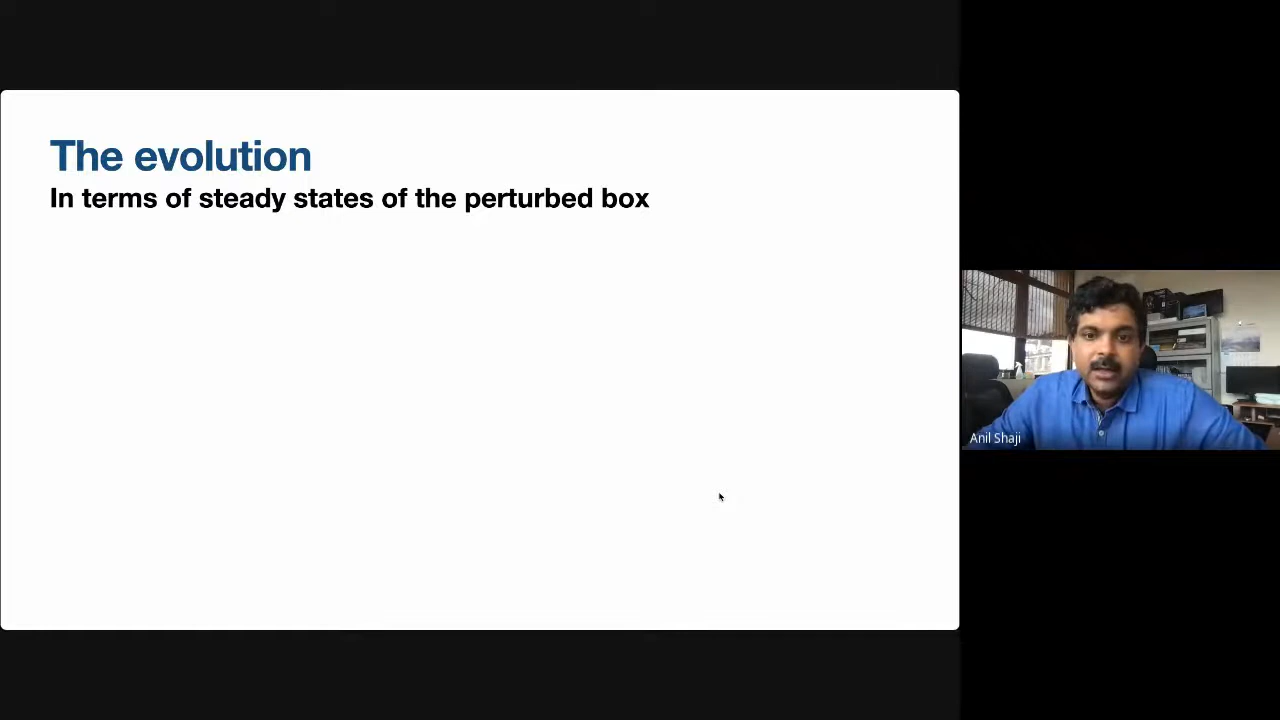 The evolution
In terms of steady states of the perturbed box
Anil Shaji